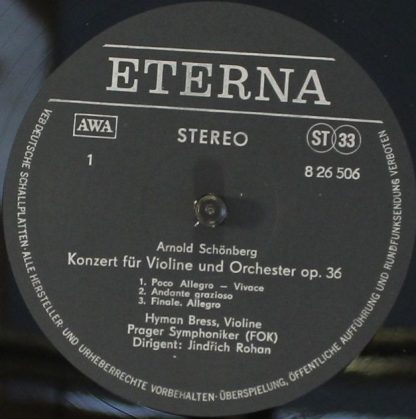 ETERNA
AWA
STEREO
ST 33
1
8 26 506
Arnold Schönberg
Konzert für Violine und Orchester op. 36
1. Poco Allegro – Vivace
2. Andante grazioso
3. Finale. Allegro
Hyman Bress, Violine
Prager Symphoniker (FOK)
Dirigent: Jindřich Rohan
VEB DEUTSCHE SCHALLPLATTEN · ALLE HERSTELLER- UND URHEBERRECHTE VORBEHALTEN · ÜBERSPIELUNG, ÖFFENTLICHE AUFFÜHRUNG UND RUNDFUNKSENDUNG VERBOTEN